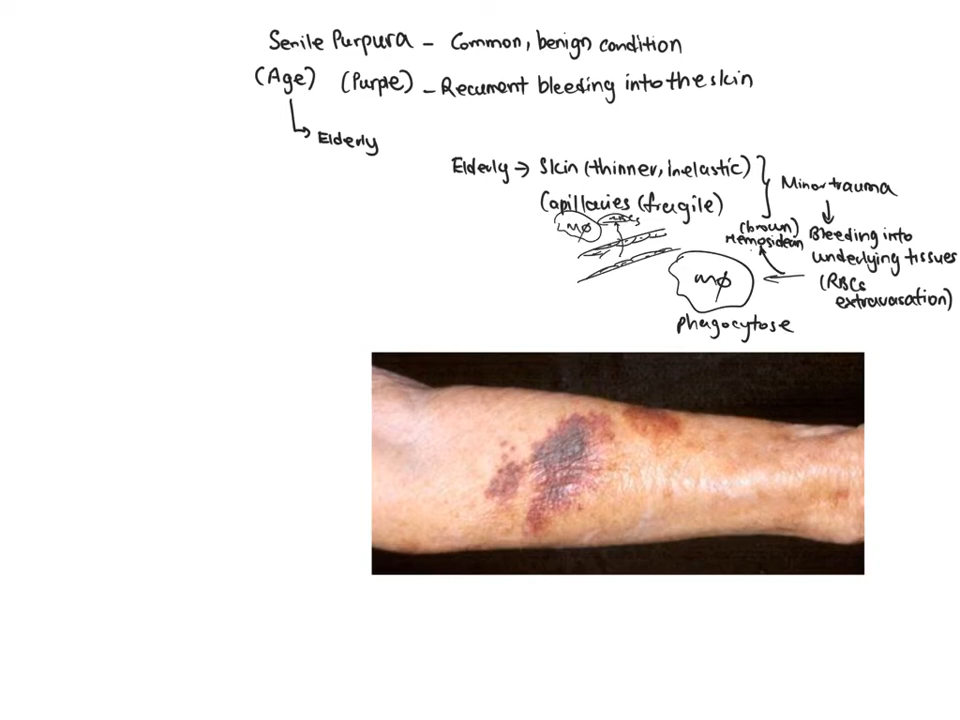 Senile Purpura - Common, benign condition
(Age) (Purple) - Recurrent bleeding into the skin
Elderly
Elderly → Skin (thinner, inelastic)
Capillaries (fragile)
Minor trauma
Mφ
(brown)
Hemosiderin
Bleeding into
underlying tissues
(RBCs
extravasation)
mφ
phagocytose